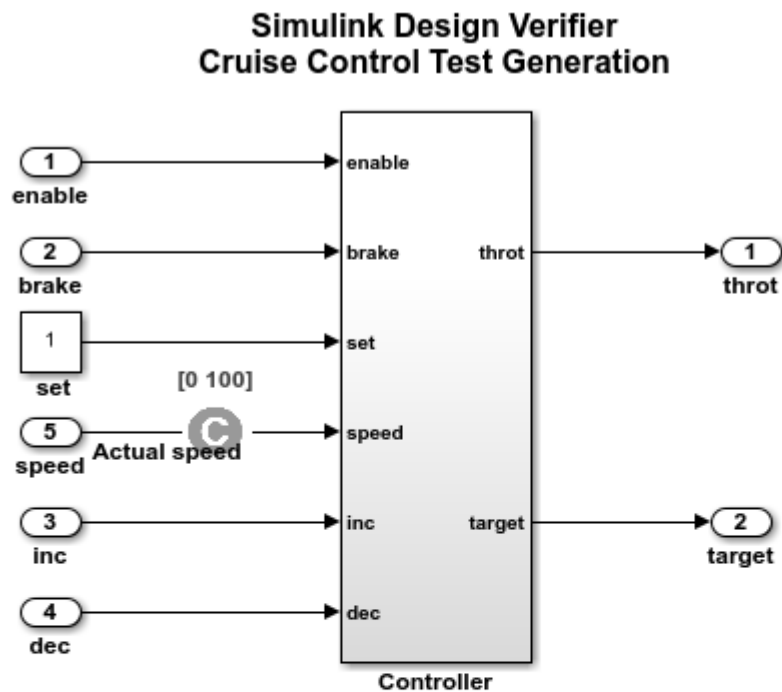 Simulink Design Verifier
Cruise Control Test Generation
1
enable
enable
2
brake
brake
throt
1
throt
1
set
set
[0 100]
5
speed
C
Actual speed
speed
3
inc
inc
target
2
target
4
dec
dec
Controller